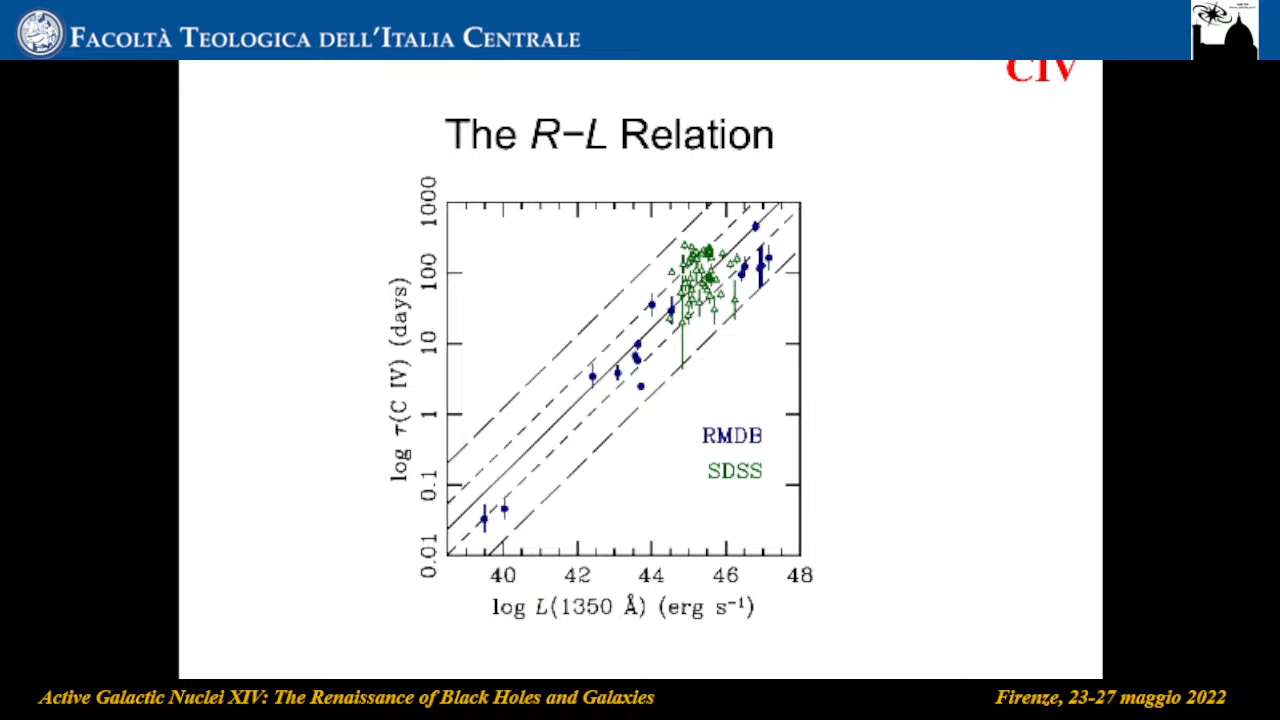 FACOLTÀ TEOLOGICA DELL'ITALIA CENTRALE
CIV
The R−L Relation
1000
100
10
1
0.1
0.01
log τ(C IV) (days)
RMDB
SDSS
40 42 44 46 48
log L(1350 Å) (erg s⁻¹)
Active Galactic Nuclei XIV: The Renaissance of Black Holes and Galaxies
Firenze, 23-27 maggio 2022